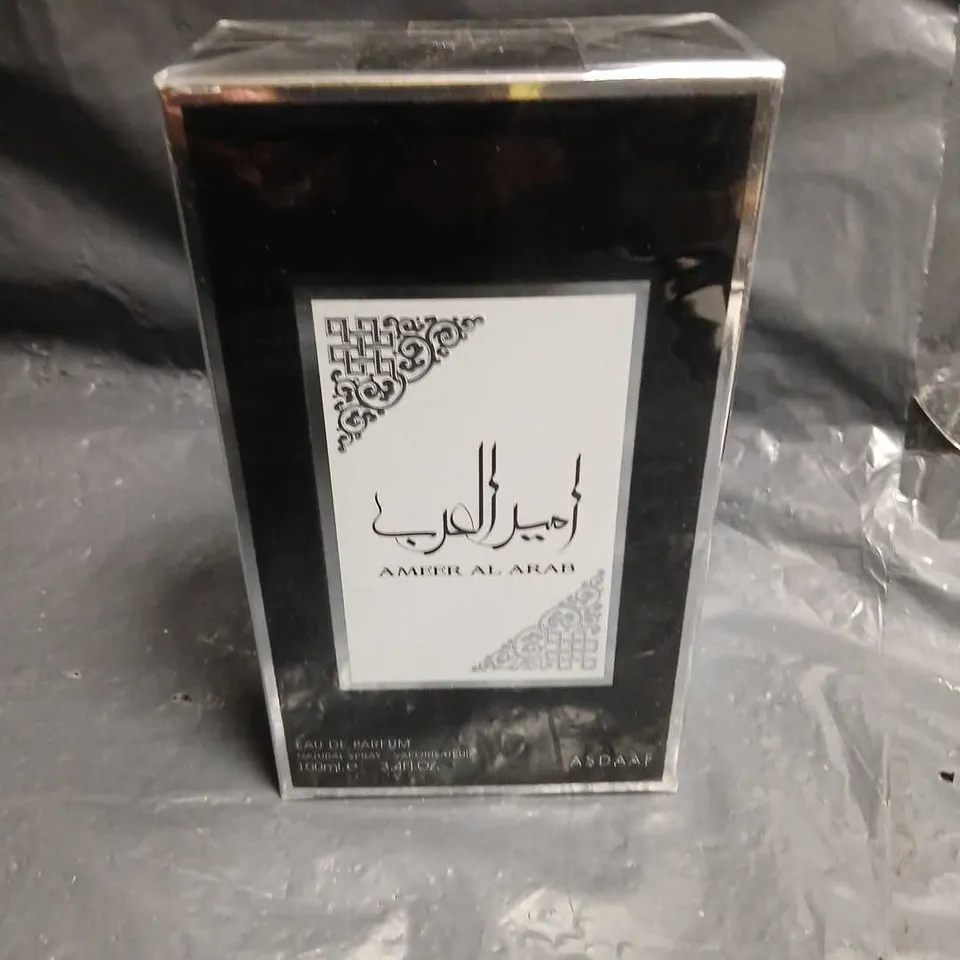 أمير العرب
AMEER AL ARAB
EAU DE PARFUM
NATURAL SPRAY VAPORISATEUR
100mL e 3.4FL.OZ.
ASDAAF